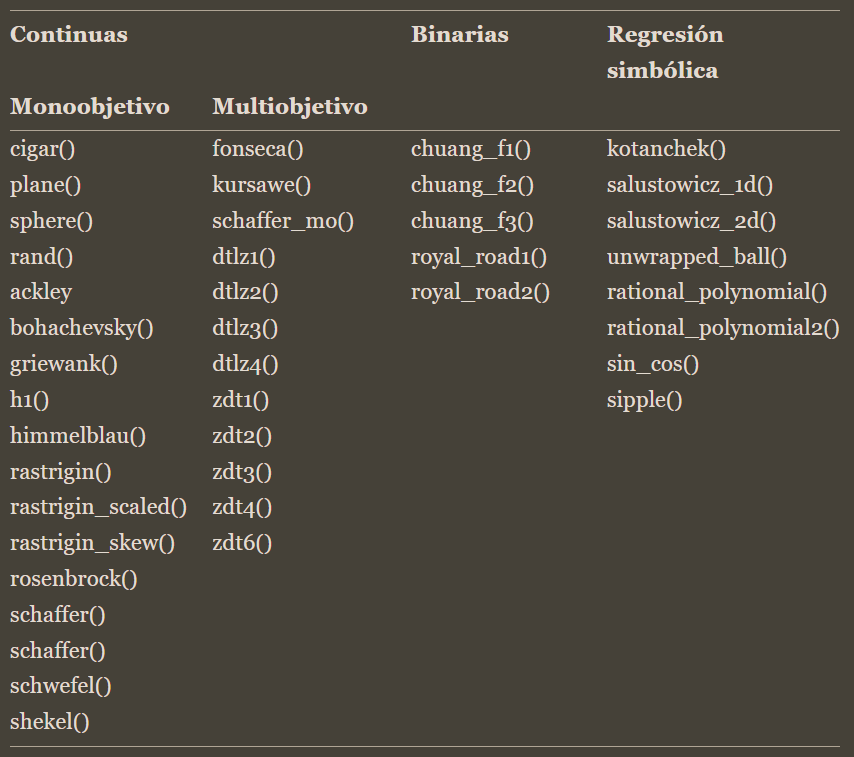 Continuas Binarias Regresión
simbólica
Monoobjetivo Multiobjetivo
cigar() fonseca() chuang_f1() kotanchek()
plane() kursawe() chuang_f2() salustowicz_1d()
sphere() schaffer_mo() chuang_f3() salustowicz_2d()
rand() dtlz1() royal_road1() unwrapped_ball()
ackley dtlz2() royal_road2() rational_polynomial()
bohachevsky() dtlz3() rational_polynomial2()
griewank() dtlz4() sin_cos()
h1() zdt1() sipple()
himmelblau() zdt2()
rastrigin() zdt3()
rastrigin_scaled() zdt4()
rastrigin_skew() zdt6()
rosenbrock()
schaffer()
schaffer()
schwefel()
shekel()